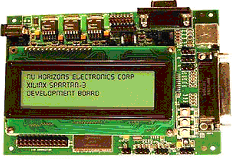 NU HORIZONS ELECTRONICS CORP
XILINX SPARTAN-3
DEVELOPMENT BOARD